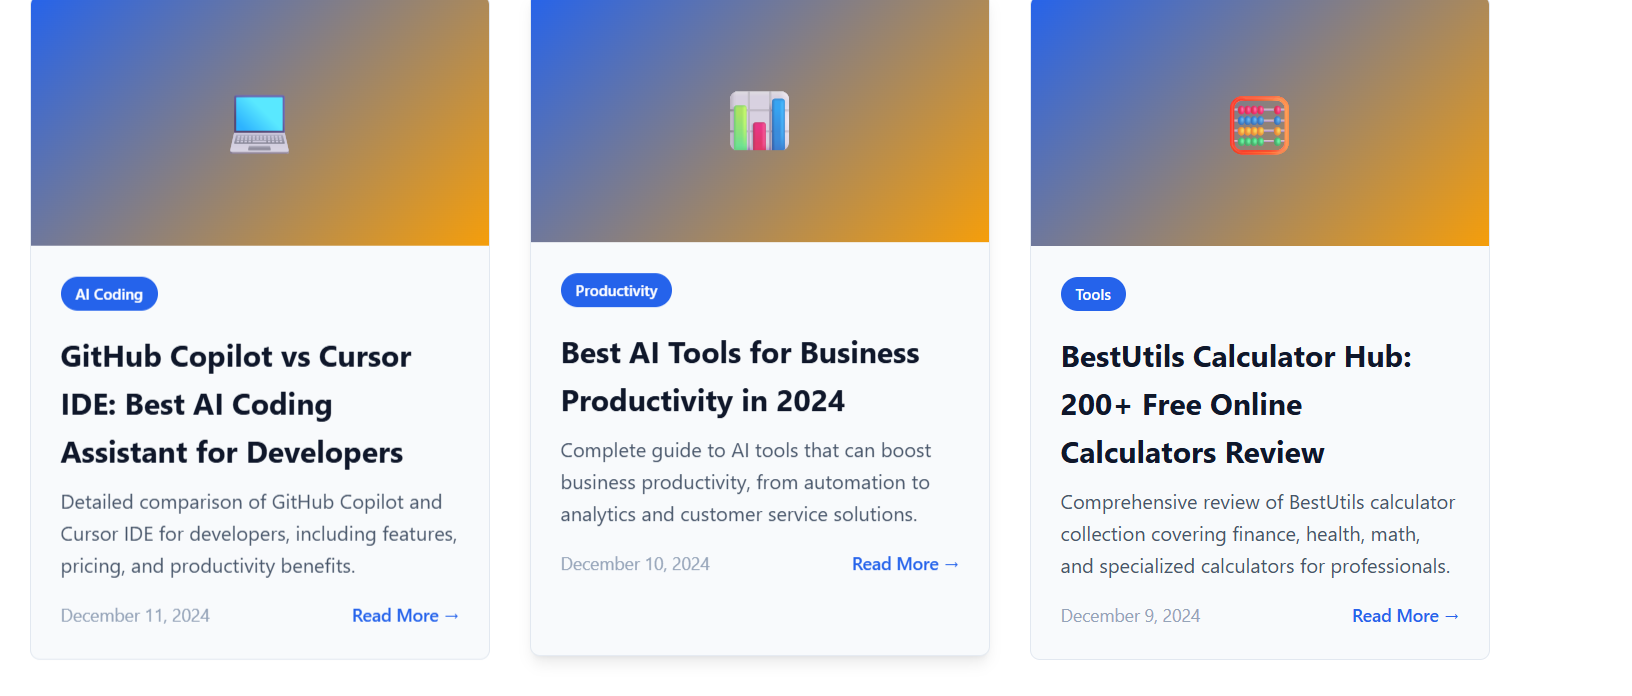 AI Coding
GitHub Copilot vs Cursor
IDE: Best AI Coding
Assistant for Developers
Detailed comparison of GitHub Copilot and
Cursor IDE for developers, including features,
pricing, and productivity benefits.
December 11, 2024
Read More →
Productivity
Best AI Tools for Business
Productivity in 2024
Complete guide to AI tools that can boost
business productivity, from automation to
analytics and customer service solutions.
December 10, 2024
Read More →
Tools
BestUtils Calculator Hub:
200+ Free Online
Calculators Review
Comprehensive review of BestUtils calculator
collection covering finance, health, math,
and specialized calculators for professionals.
December 9, 2024
Read More →